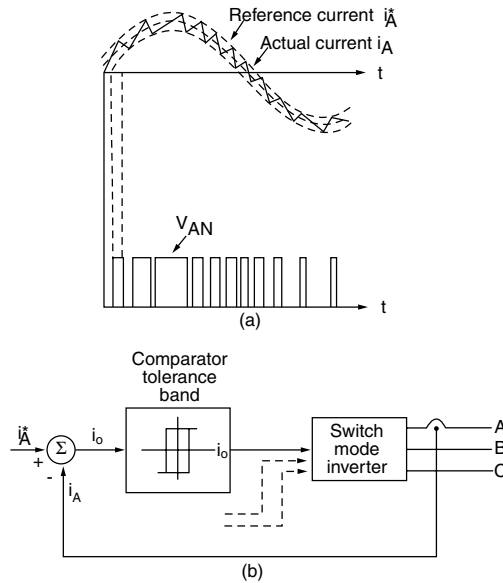 Reference current i*A
Actual current iA
t
VAN
t
(a)
Comparator
tolerance
band
i*A
+
-
Σ
io
io
iA
Switch
mode
inverter
A
B
C
(b)